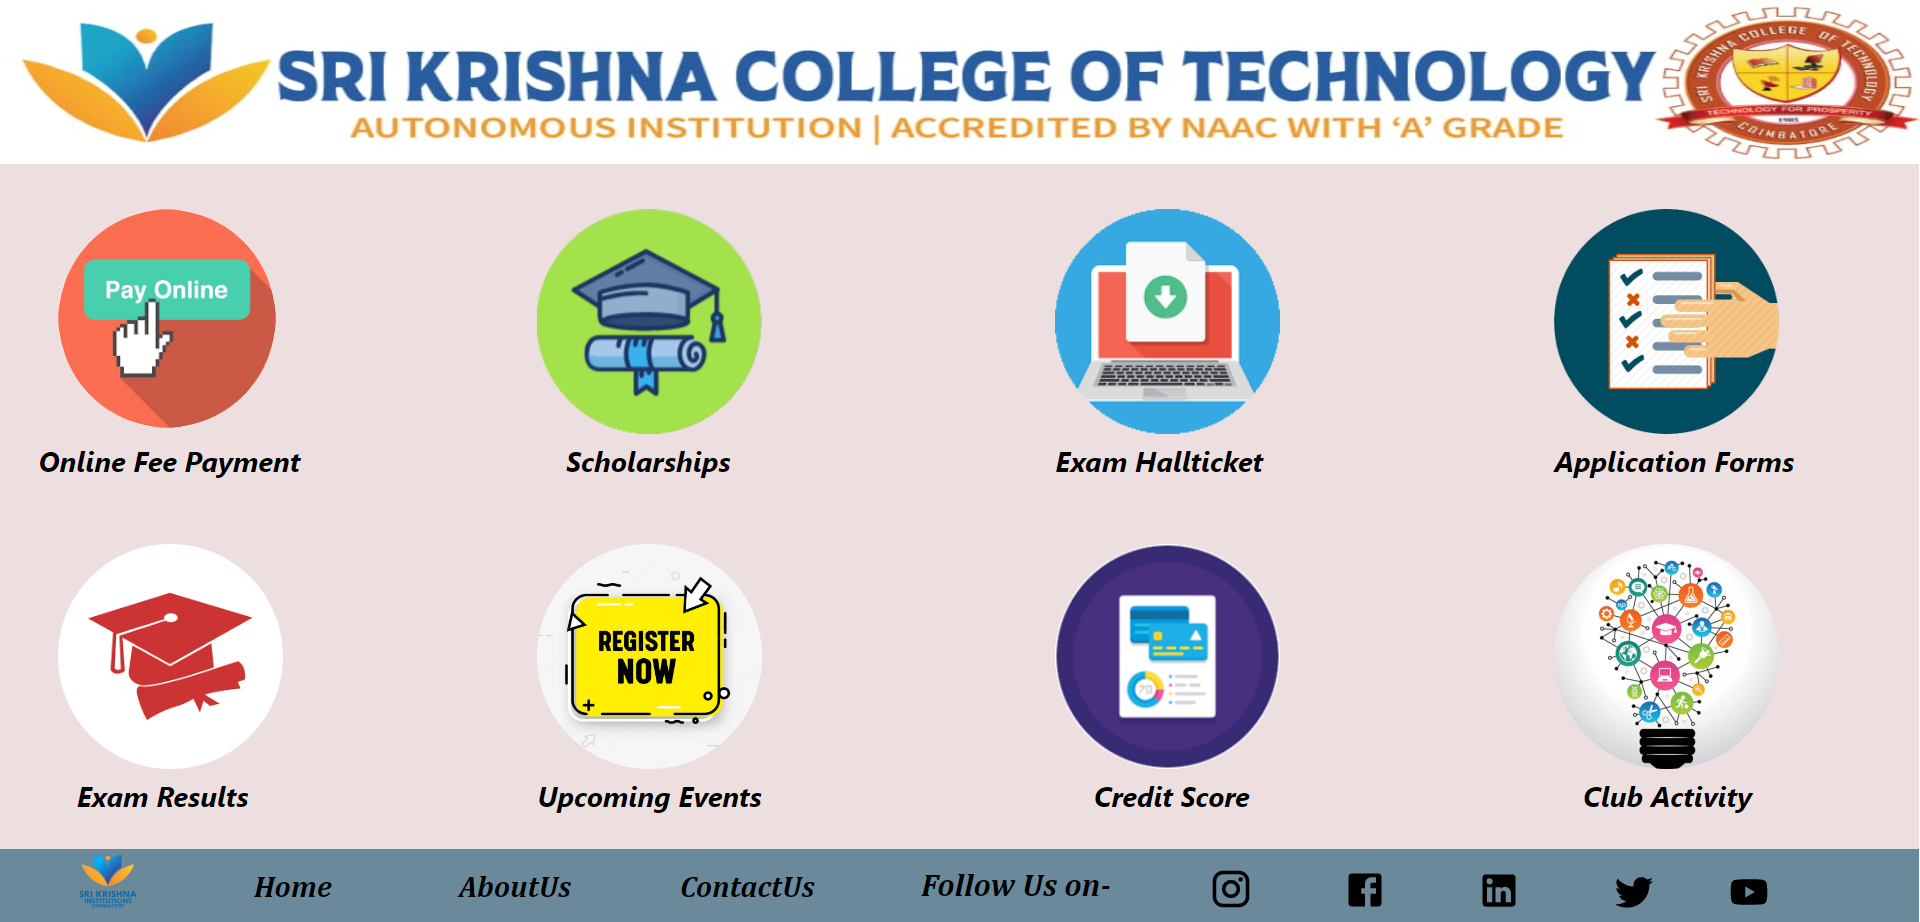 SRI KRISHNA COLLEGE OF TECHNOLOGY
AUTONOMOUS INSTITUTION | ACCREDITED BY NAAC WITH ‘A’ GRADE
SRI KRISHNA COLLEGE OF TECHNOLOGY
TECHNOLOGY FOR PROSPERITY
1985
COIMBATORE
Pay Online
Online Fee Payment
Scholarships
Exam Hallticket
Application Forms
REGISTER
NOW
70
Exam Results
Upcoming Events
Credit Score
Club Activity
SRI KRISHNA
INSTITUTIONS
COIMBATORE
Home
AboutUs
ContactUs
Follow Us on-